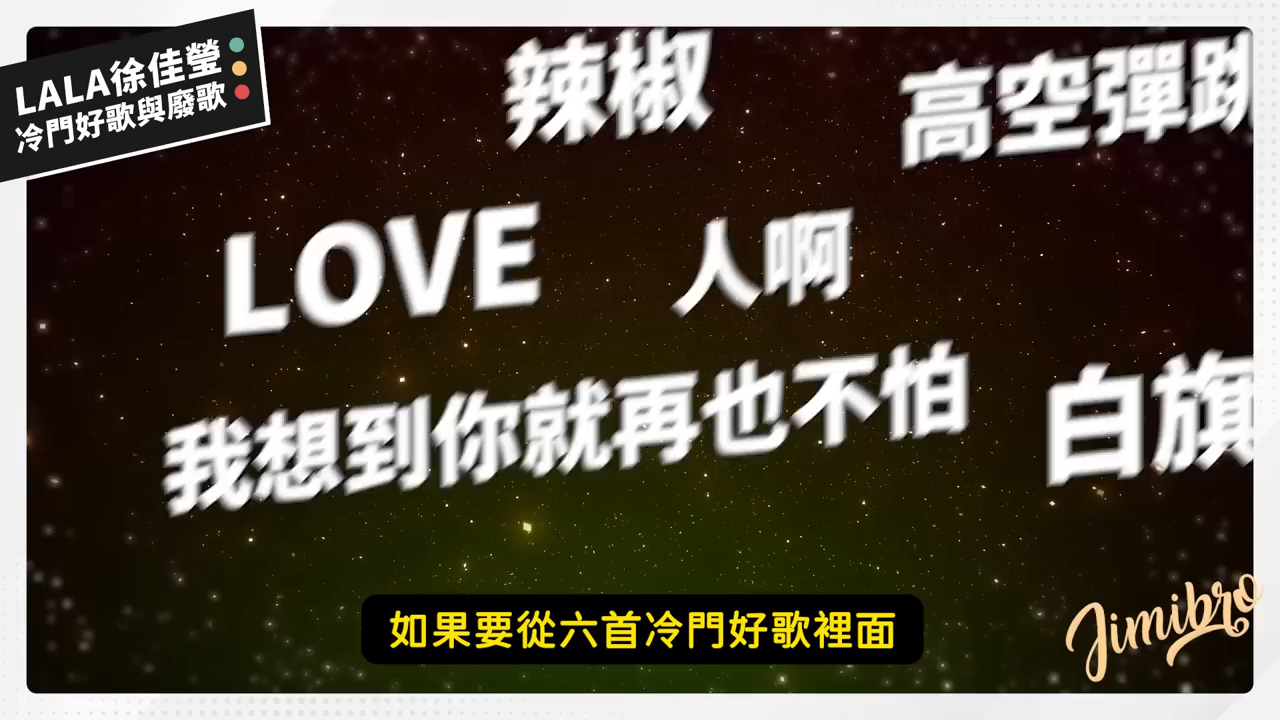 LALA徐佳瑩
冷門好歌與廢歌
辣椒
高空彈跳
LOVE
人啊
我想到你就再也不怕
白旗
如果要從六首冷門好歌裡面
Jimibro